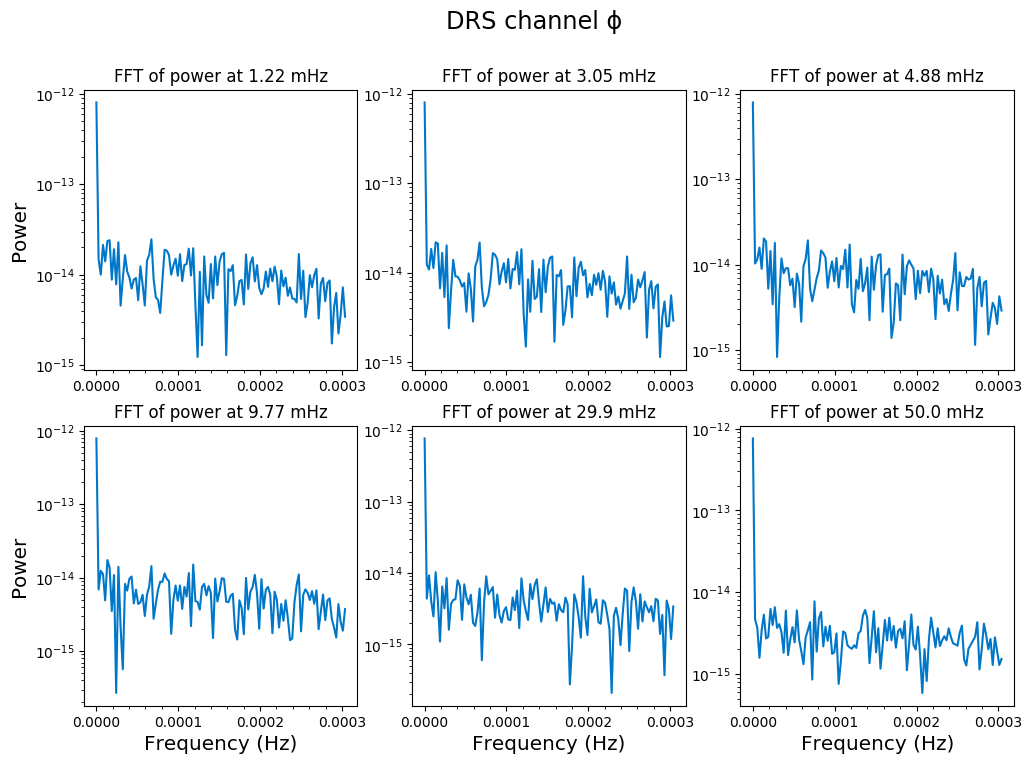 DRS channel ϕ
FFT of power at 1.22 mHz
FFT of power at 3.05 mHz
FFT of power at 4.88 mHz
Power
10⁻¹²
10⁻¹³
10⁻¹⁴
10⁻¹⁵
0.0000 0.0001 0.0002 0.0003
10⁻¹²
10⁻¹³
10⁻¹⁴
10⁻¹⁵
0.0000 0.0001 0.0002 0.0003
10⁻¹²
10⁻¹³
10⁻¹⁴
10⁻¹⁵
0.0000 0.0001 0.0002 0.0003
FFT of power at 9.77 mHz
FFT of power at 29.9 mHz
FFT of power at 50.0 mHz
Power
10⁻¹²
10⁻¹³
10⁻¹⁴
10⁻¹⁵
0.0000 0.0001 0.0002 0.0003
Frequency (Hz)
10⁻¹²
10⁻¹³
10⁻¹⁴
10⁻¹⁵
0.0000 0.0001 0.0002 0.0003
Frequency (Hz)
10⁻¹²
10⁻¹³
10⁻¹⁴
10⁻¹⁵
0.0000 0.0001 0.0002 0.0003
Frequency (Hz)